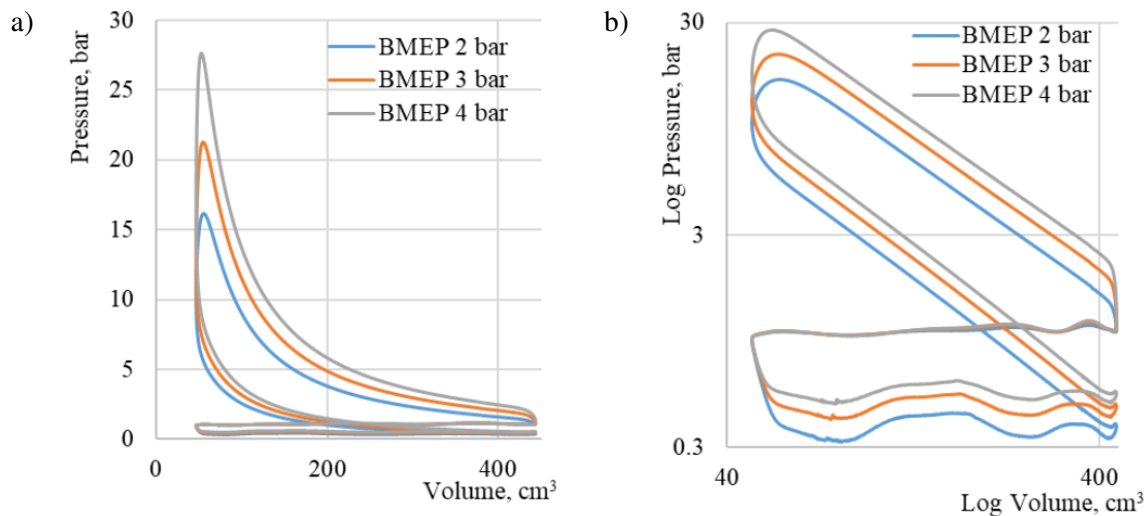 a)
Pressure, bar
30
25
20
15
10
5
0
0
200
400
Volume, cm³
BMEP 2 bar
BMEP 3 bar
BMEP 4 bar
b)
Log Pressure, bar
30
3
0.3
40
400
Log Volume, cm³
BMEP 2 bar
BMEP 3 bar
BMEP 4 bar